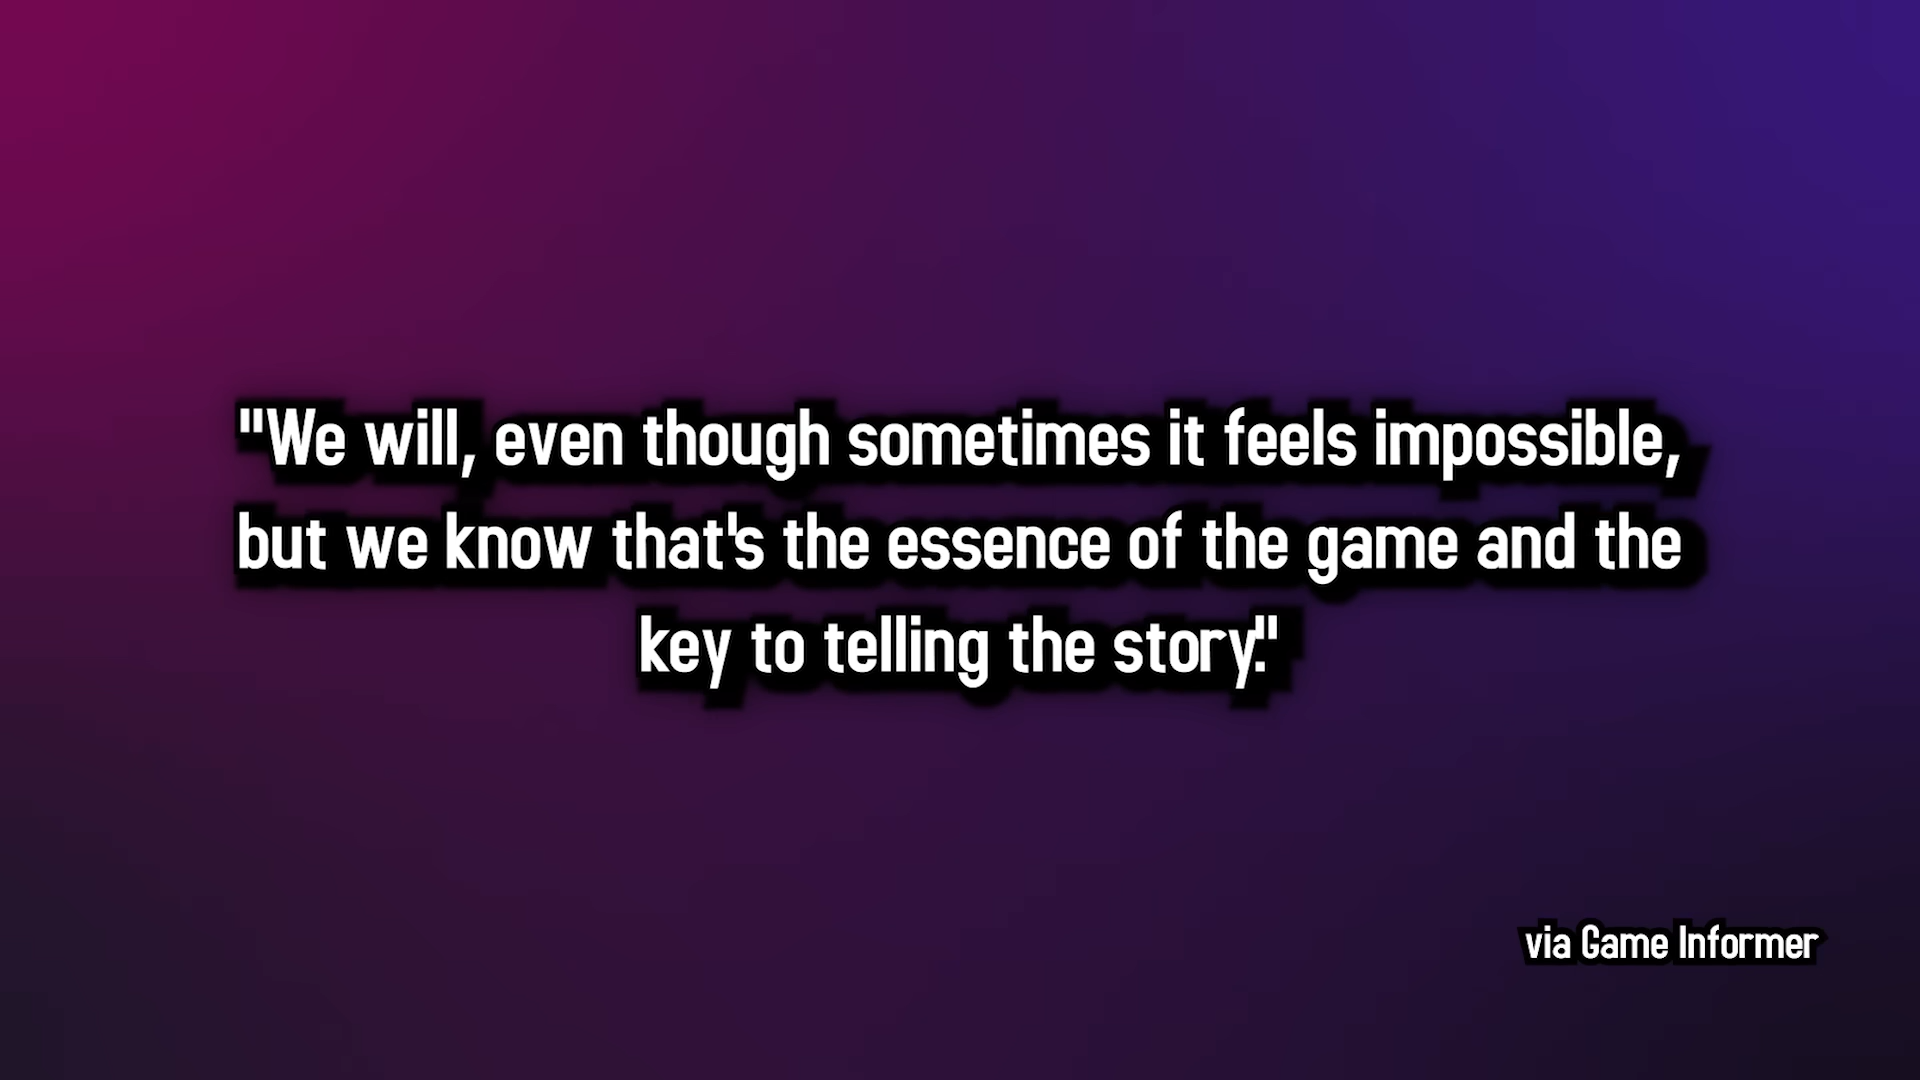 "We will, even though sometimes it feels impossible,
but we know that's the essence of the game and the
key to telling the story."
via Game Informer